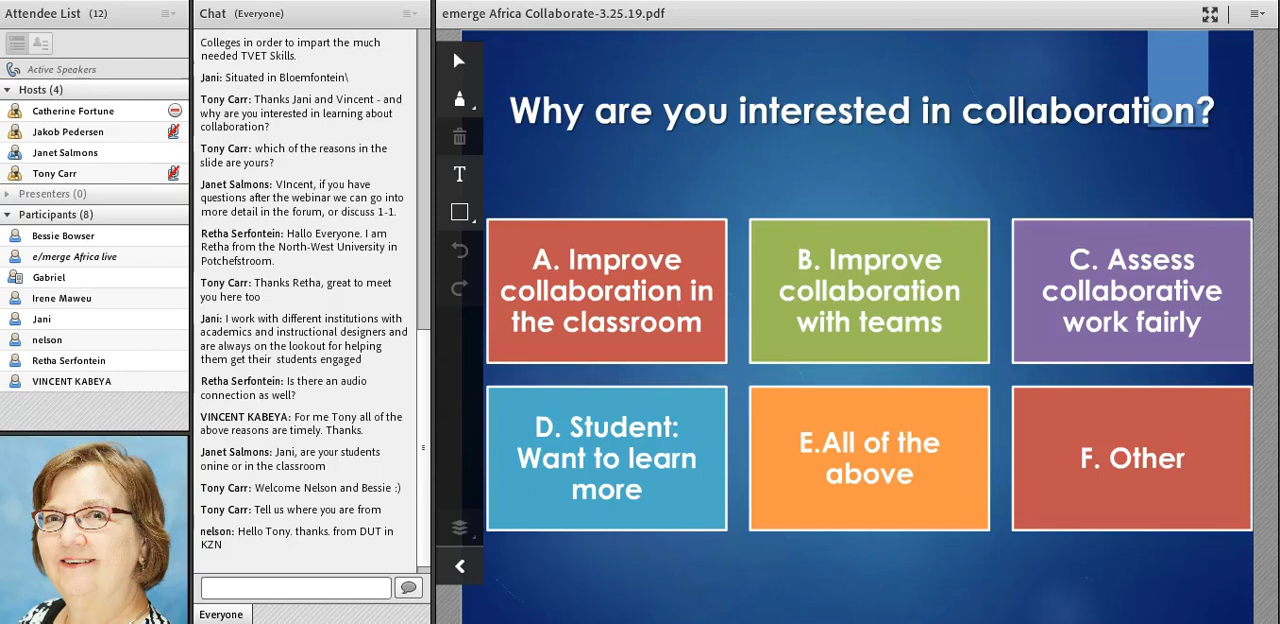 Attendee List (12)
Active Speakers
Hosts (4)
Catherine Fortune
Jakob Pedersen
Janet Salmons
Tony Carr
Presenters (0)
Participants (8)
Bessie Bowser
e/merge Africa live
Gabriel
Irene Maweu
Jani
nelson
Retha Serfontein
VINCENT KABEYA
Chat (Everyone)
Colleges in order to impart the much
needed TVET Skills.
Jani: Situated in Bloemfontein\
Tony Carr: Thanks Jani and Vincent - and
why are you interested in learning about
collaboration?
Tony Carr: which of the reasons in the
slide are yours?
Janet Salmons: VIncent, if you have
questions after the webinar we can go into
more detail in the forum, or discuss 1-1.
Retha Serfontein: Hallo Everyone. I am
Retha from the North-West University in
Potchefstroom.
Tony Carr: Thanks Retha, great to meet
you here too
Jani: I work with different institutions with
academics and instructional designers and
are always on the lookout for helping
them get their students engaged
Retha Serfontein: Is there an audio
connection as well?
VINCENT KABEYA: For me Tony all of the
above reasons are timely. Thanks.
Janet Salmons: Jani, are your students
onine or in the classroom
Tony Carr: Welcome Nelson and Bessie :)
Tony Carr: Tell us where you are from
nelson: Hello Tony. thanks. from DUT in
KZN
Everyone
emerge Africa Collaborate-3.25.19.pdf
T
Why are you interested in collaboration?
A. Improve
collaboration in
the classroom
B. Improve
collaboration
with teams
C. Assess
collaborative
work fairly
D. Student:
Want to learn
more
E.All of the
above
F. Other